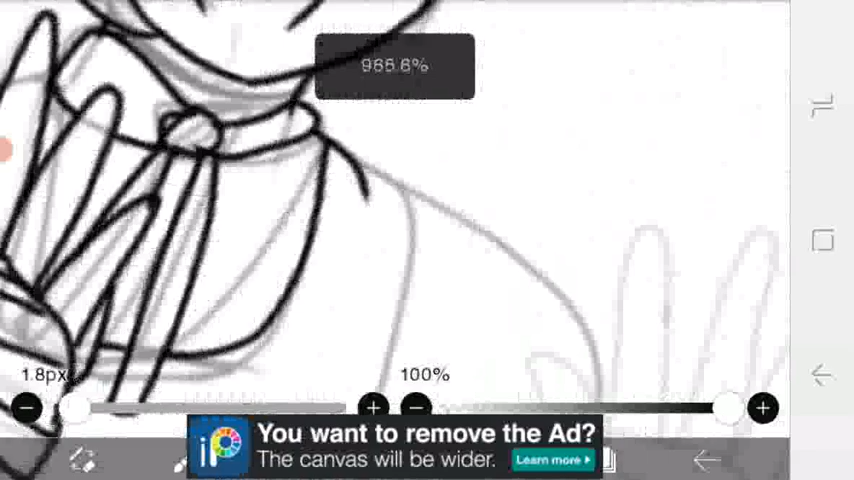 965.6%
1.8px
100%
You want to remove the Ad?
The canvas will be wider.
Learn more